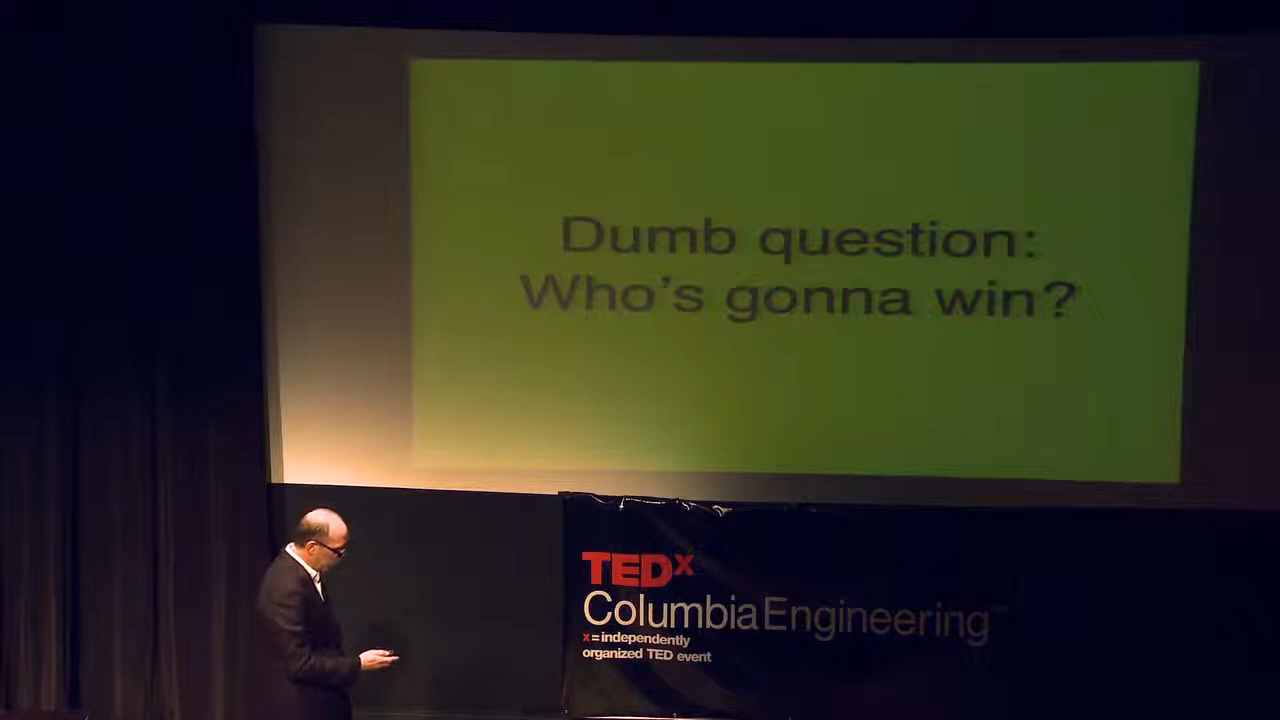 Dumb question:
Who's gonna win?
TEDx
ColumbiaEngineering
x = independently
organized TED event